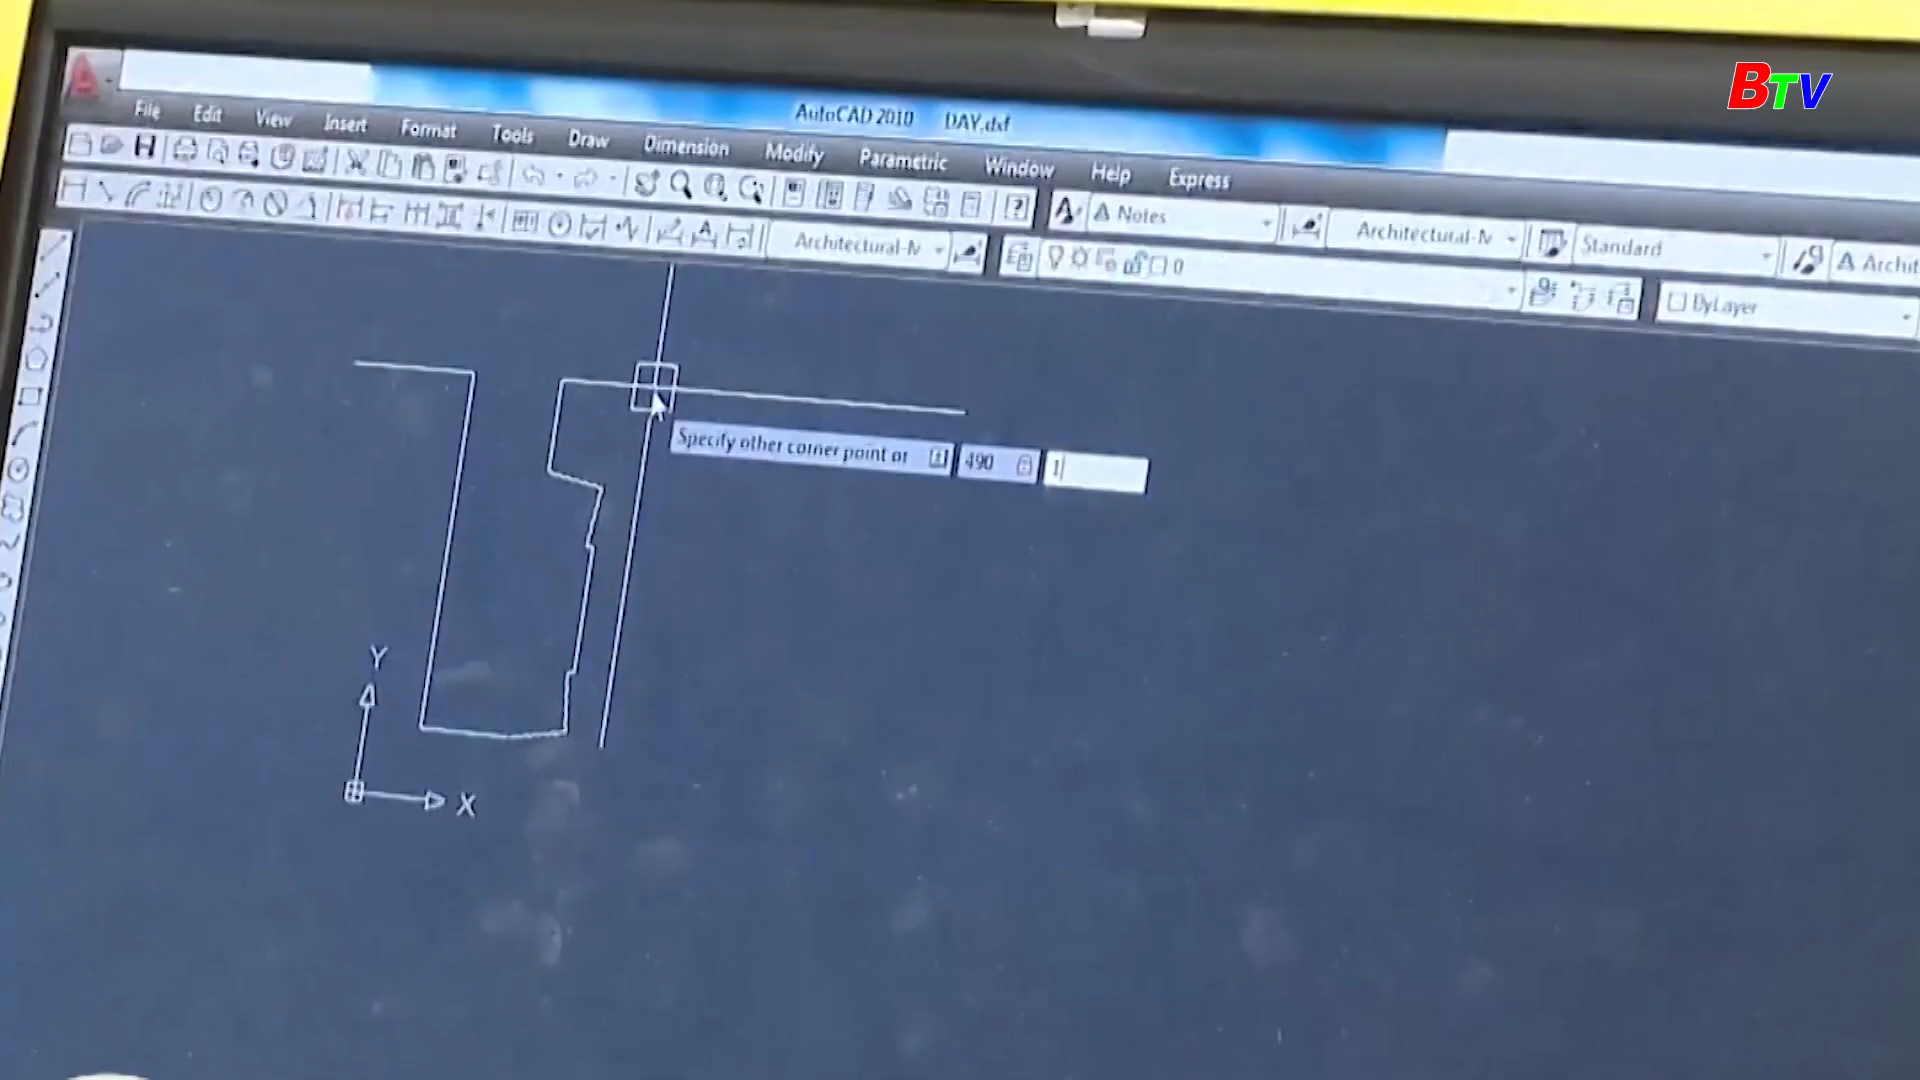 BTV
AutoCAD 2010 DAY.dxf
File Edit View Insert Format Tools Draw Dimension Modify Parametric Window Help Express
A Notes Architectural-M Standard A Archit
Architectural-M 0 ByLayer
Specify other corner point or 490 1
Y
X